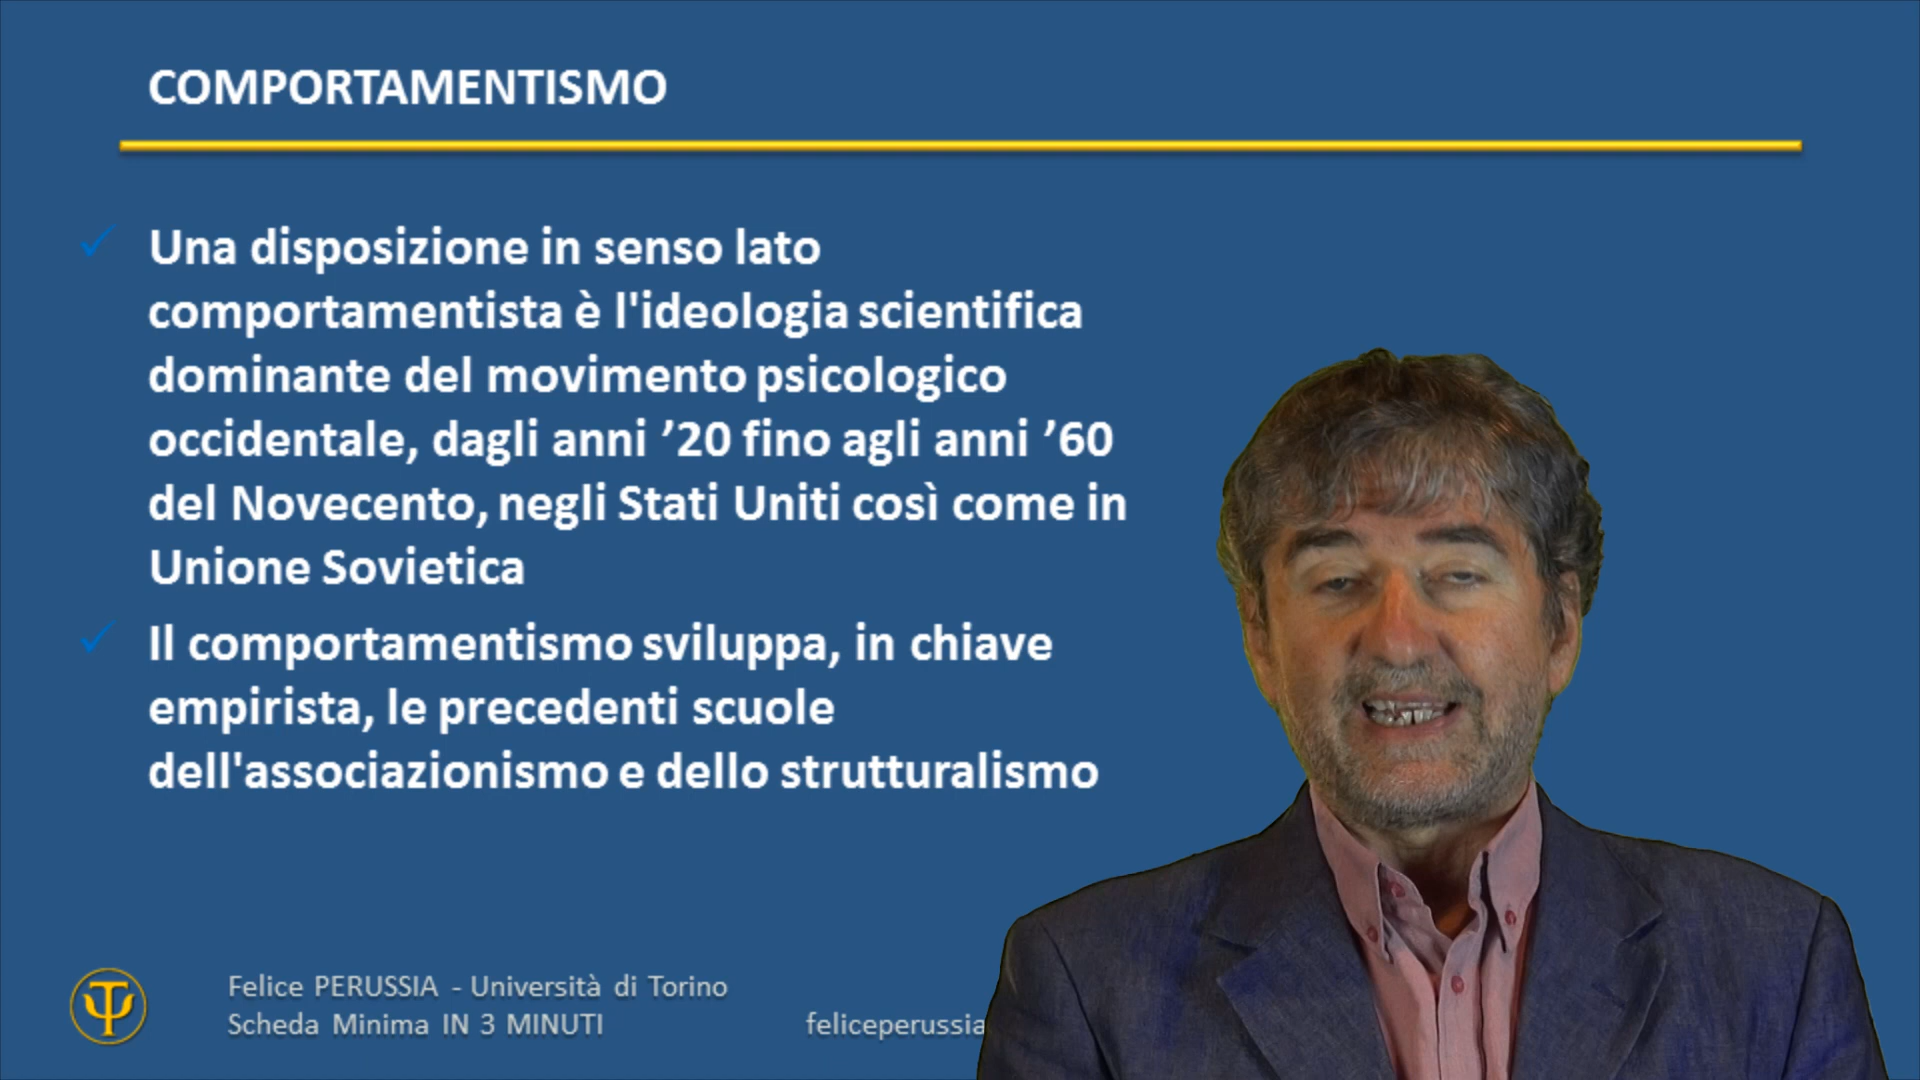 COMPORTAMENTISMO
Una disposizione in senso lato
comportamentista è l'ideologia scientifica
dominante del movimento psicologico
occidentale, dagli anni ’20 fino agli anni ’60
del Novecento, negli Stati Uniti così come in
Unione Sovietica
Il comportamentismo sviluppa, in chiave
empirista, le precedenti scuole
dell'associazionismo e dello strutturalismo
Felice PERUSSIA - Università di Torino
Scheda Minima IN 3 MINUTI
feliceperussia